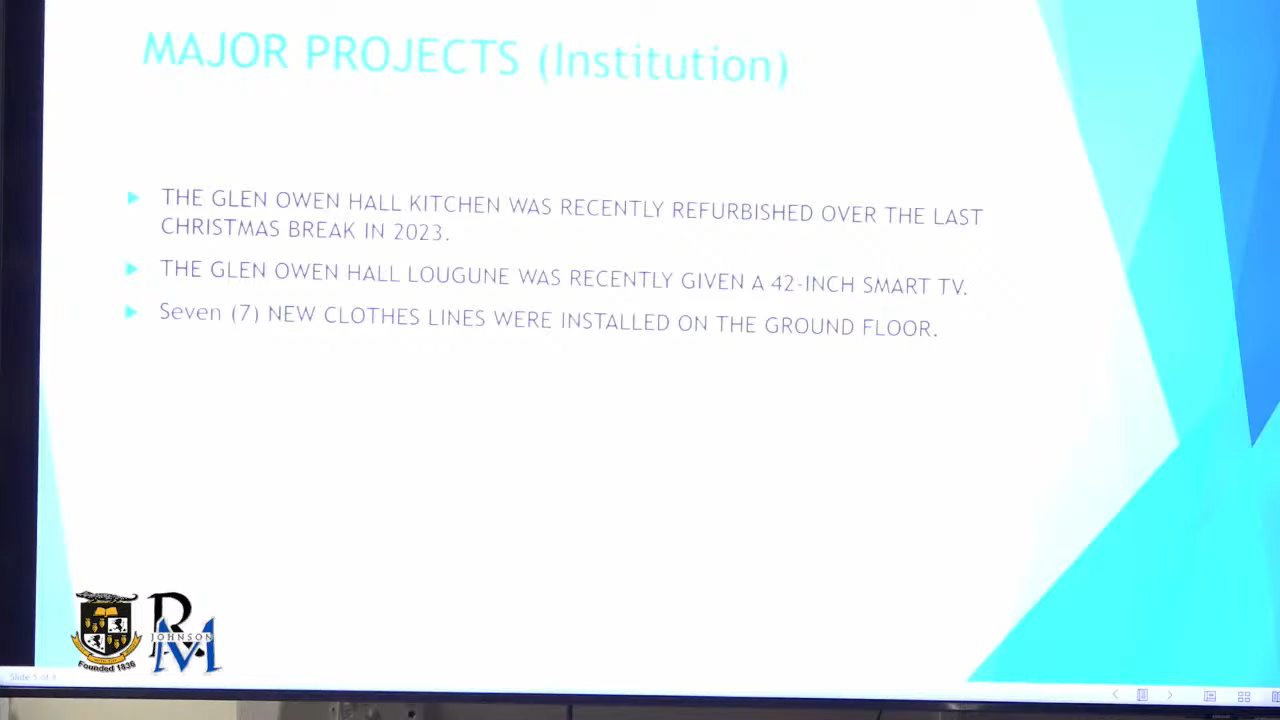 MAJOR PROJECTS (Institution)
THE GLEN OWEN HALL KITCHEN WAS RECENTLY REFURBISHED OVER THE LAST
CHRISTMAS BREAK IN 2023.
THE GLEN OWEN HALL LOUGUNE WAS RECENTLY GIVEN A 42-INCH SMART TV.
Seven (7) NEW CLOTHES LINES WERE INSTALLED ON THE GROUND FLOOR.
Founded 1836
RM
JOHNSON